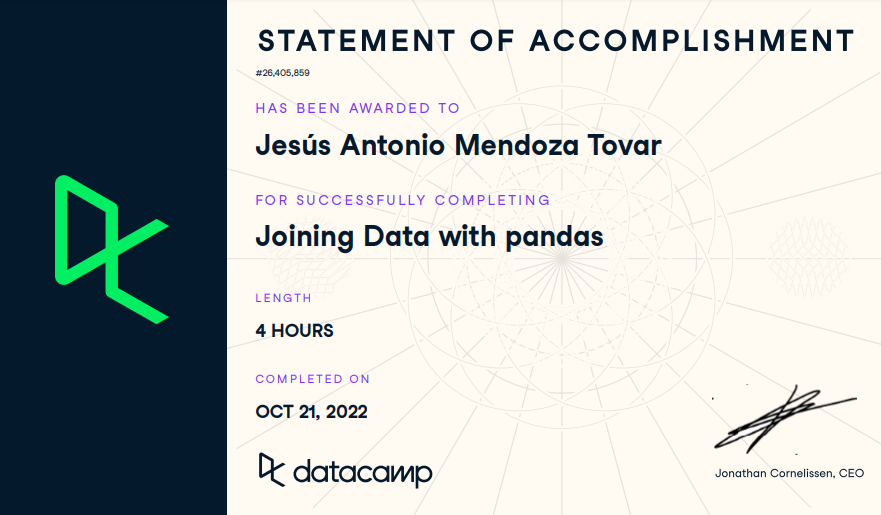 STATEMENT OF ACCOMPLISHMENT
#26,405,859
HAS BEEN AWARDED TO
Jesús Antonio Mendoza Tovar
FOR SUCCESSFULLY COMPLETING
Joining Data with pandas
LENGTH
4 HOURS
COMPLETED ON
OCT 21, 2022
datacamp
Jonathan Cornelissen, CEO